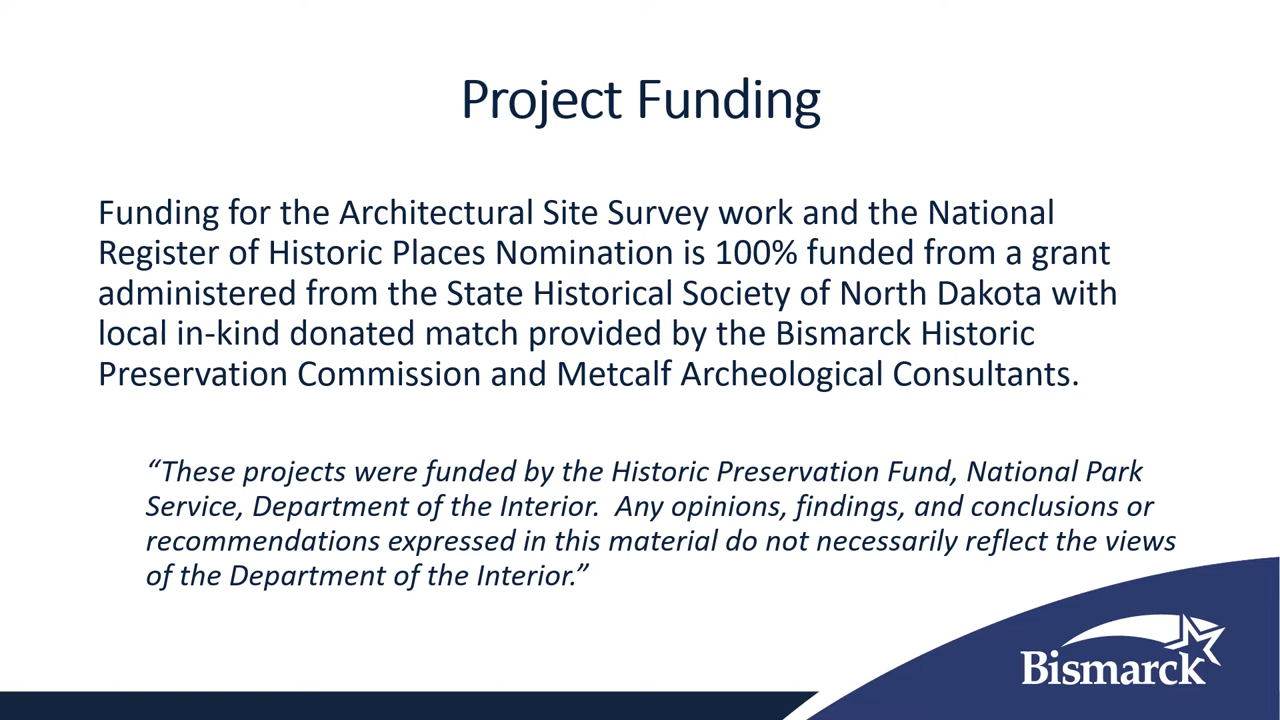 Project Funding
Funding for the Architectural Site Survey work and the National
Register of Historic Places Nomination is 100% funded from a grant
administered from the State Historical Society of North Dakota with
local in-kind donated match provided by the Bismarck Historic
Preservation Commission and Metcalf Archeological Consultants.
“These projects were funded by the Historic Preservation Fund, National Park
Service, Department of the Interior.  Any opinions, findings, and conclusions or
recommendations expressed in this material do not necessarily reflect the views
of the Department of the Interior.”
Bismarck